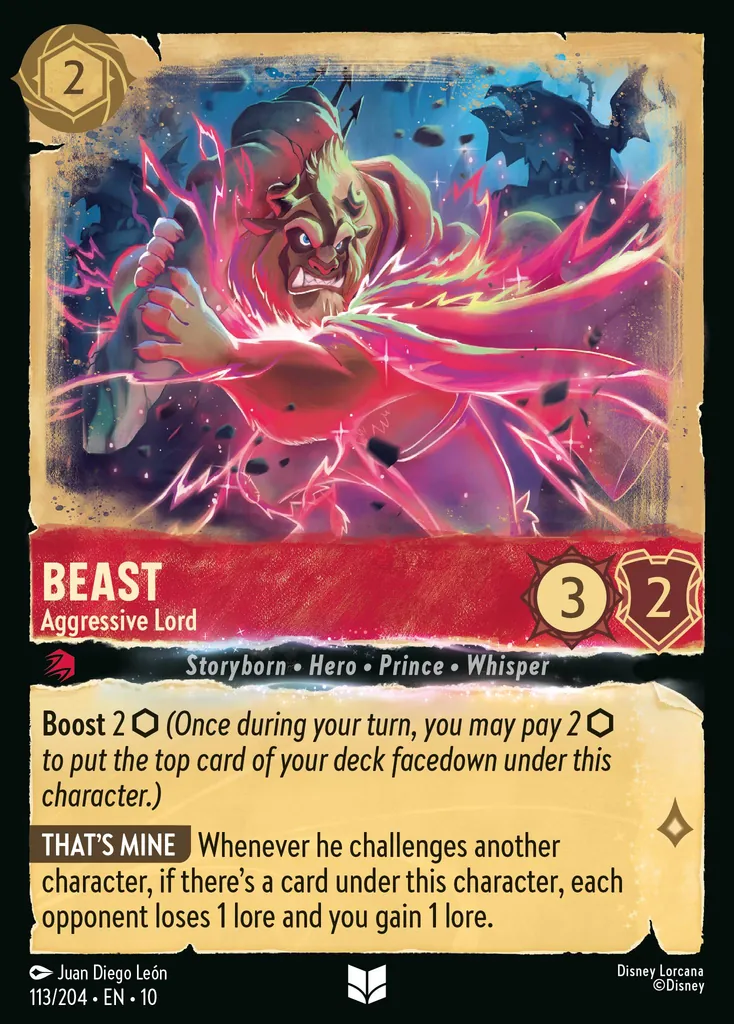 2
BEAST
Aggressive Lord
3
2
Storyborn • Hero • Prince • Whisper
Boost 2 ⬡ (Once during your turn, you may pay 2 ⬡
to put the top card of your deck facedown under this
character.)
THAT'S MINE Whenever he challenges another
character, if there's a card under this character, each
opponent loses 1 lore and you gain 1 lore.
Juan Diego León
113/204 • EN • 10
Disney Lorcana
©Disney